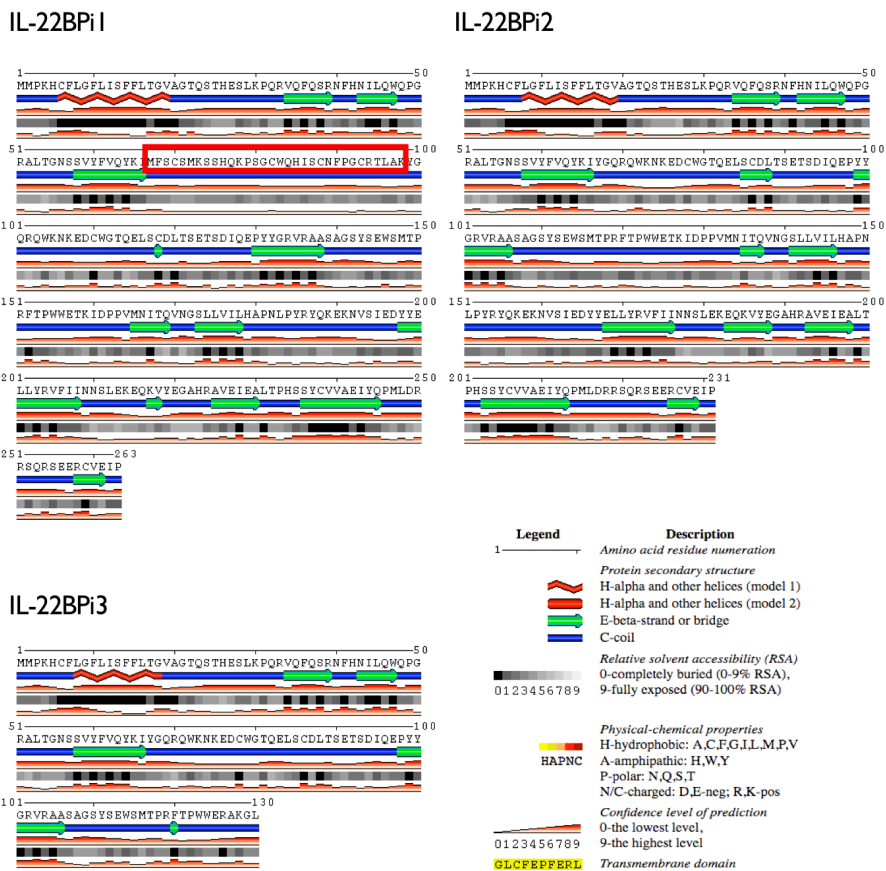 IL-22BPi1
1 50
MMPKHCFLGFLISFFLTGVAGTQSTHESLKPQRVQFQSRNFHNILQWQPG
51 100
RALTGNSSVYFVQYKIMFSCSMKSSHQKPSGCWQHISCNFPGCRTLAKYG
101 150
QRQWKNKEDCWGTQELSCDLTSETSDIQEPYYGRVRAASAGSYSEWSMTP
151 200
RFTPWWETKIDPPVMNITQVNGSLLVILHAPNLPYRYQKEKNVSIEDYYE
201 250
LLYRVFIINNSLEKEQKVYEGAHRAVEIEALTPHSSYCVVAEIYQPMLDR
251 263
RSQRSEERCVEIP
IL-22BPi2
1 50
MMPKHCFLGFLISFFLTGVAGTQSTHESLKPQRVQFQSRNFHNILQWQPG
51 100
RALTGNSSVYFVQYKIYGQRQWKNKEDCWGTQELSCDLTSETSDIQEPYY
101 150
GRVRAASAGSYSEWSMTPRFTPWWETKIDPPVMNITQVNGSLLVILHAPN
151 200
LPYRYQKEKNVSIEDYYELLYRVFIINNSLEKEQKVYEGAHRAVEIEALT
201 231
PHSSYCVVAEIYQPMLDRRSQRSEERCVEIP
IL-22BPi3
1 50
MMPKHCFLGFLISFFLTGVAGTQSTHESLKPQRVQFQSRNFHNILQWQPG
51 100
RALTGNSSVYFVQYKIYGQRQWKNKEDCWGTQELSCDLTSETSDIQEPYY
101 130
GRVRAASAGSYSEWSMTPRFTPWWERAKGL
Legend Description
1 Amino acid residue numeration
Protein secondary structure
H-alpha and other helices (model 1)
H-alpha and other helices (model 2)
E-beta-strand or bridge
C-coil
Relative solvent accessibility (RSA)
0-completely buried (0-9% RSA),
0123456789 9-fully exposed (90-100% RSA)
Physical-chemical properties
H-hydrophobic: A,C,F,G,I,L,M,P,V
HAPNC A-amphipathic: H,W,Y
P-polar: N,Q,S,T
N/C-charged: D,E-neg; R,K-pos
Confidence level of prediction
0-the lowest level,
0123456789 9-the highest level
GLCFEPFERL Transmembrane domain